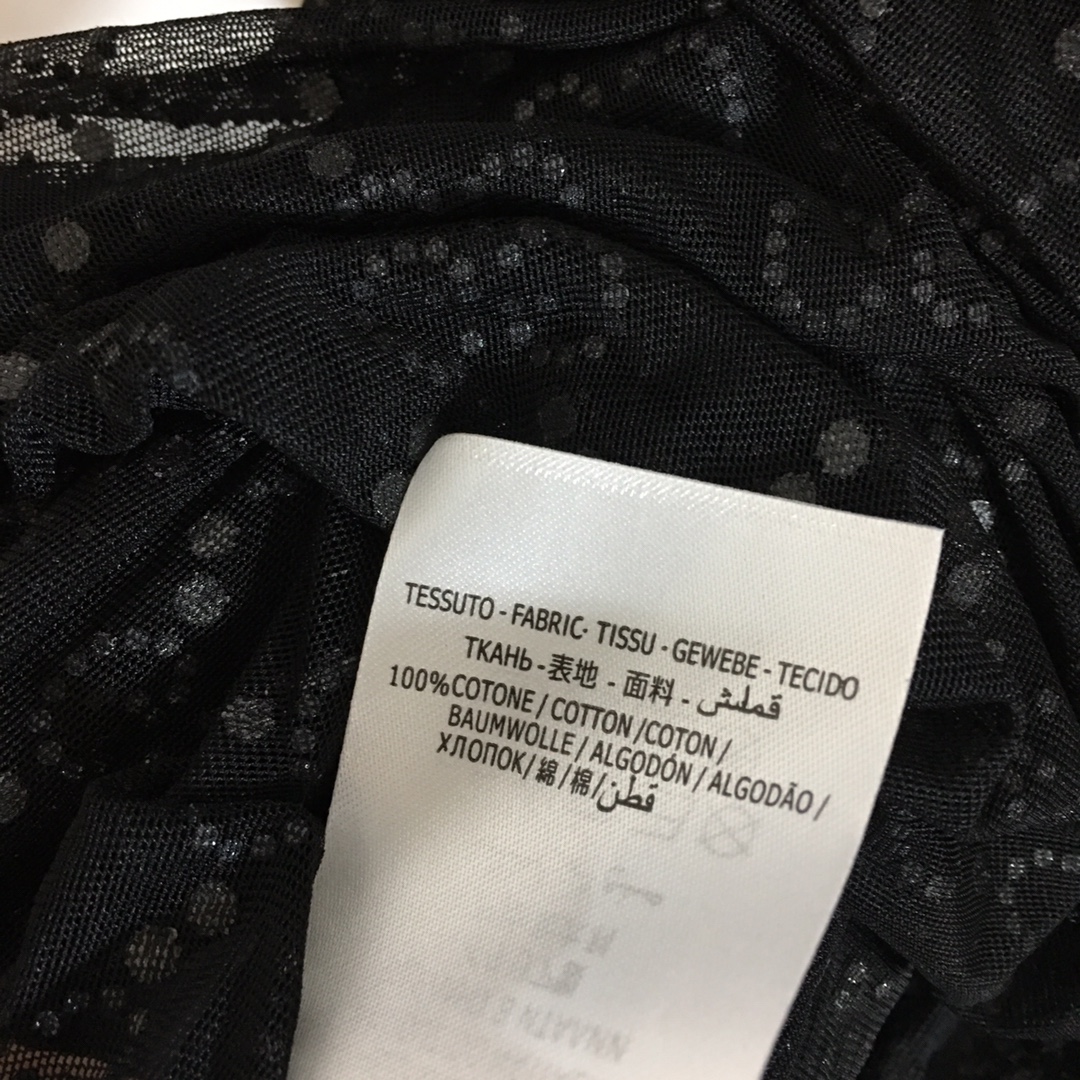 TESSUTO - FABRIC- TISSU - GEWEBE - TECIDO
ТКАНЬ - 表地 - 面料 - قملش
100%COTONE / COTTON /COTON /
BAUMWOLLE / ALGODÓN / ALGODÃO /
ХЛОПОК/ 綿 / 棉 / قطن